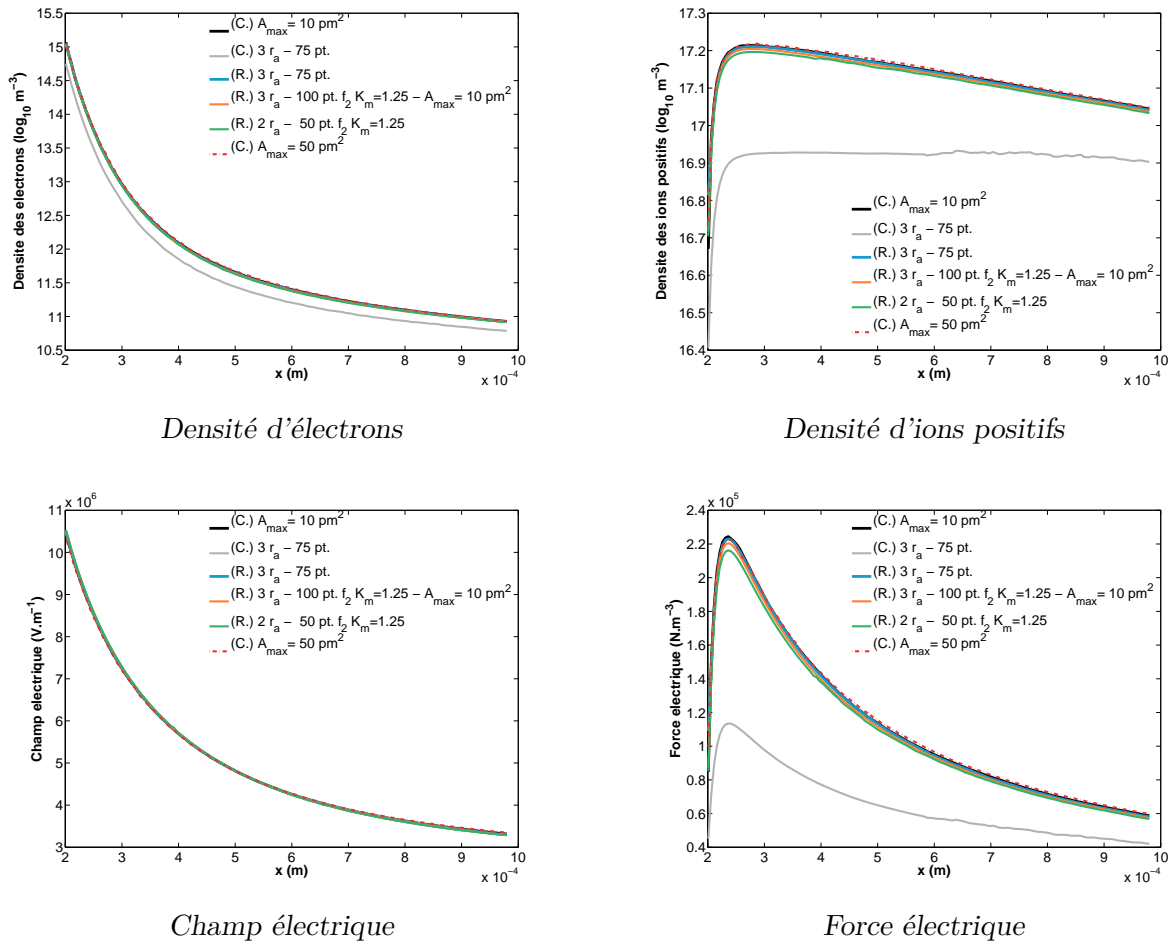 Densite des electrons (log10 m−3)
15.5
15
14.5
14
13.5
13
12.5
12
11.5
11
10.5
2 3 4 5 6 7 8 9 10
x (m)
x 10−4
(C.) Amax= 10 pm2
(C.) 3 ra − 75 pt.
(R.) 3 ra − 75 pt.
(R.) 3 ra − 100 pt. f2 Km=1.25 − Amax= 10 pm2
(R.) 2 ra − 50 pt. f2 Km=1.25
(C.) Amax= 50 pm2
Densité d'électrons
Densite des ions positifs (log10 m−3)
17.3
17.2
17.1
17
16.9
16.8
16.7
16.6
16.5
16.4
2 3 4 5 6 7 8 9 10
x (m)
x 10−4
(C.) Amax= 10 pm2
(C.) 3 ra − 75 pt.
(R.) 3 ra − 75 pt.
(R.) 3 ra − 100 pt. f2 Km=1.25 − Amax= 10 pm2
(R.) 2 ra − 50 pt. f2 Km=1.25
(C.) Amax= 50 pm2
Densité d'ions positifs
x 106
Champ electrique (V.m−1)
11
10
9
8
7
6
5
4
3
2 3 4 5 6 7 8 9 10
x (m)
x 10−4
(C.) Amax= 10 pm2
(C.) 3 ra − 75 pt.
(R.) 3 ra − 75 pt.
(R.) 3 ra − 100 pt. f2 Km=1.25 − Amax= 10 pm2
(R.) 2 ra − 50 pt. f2 Km=1.25
(C.) Amax= 50 pm2
Champ électrique
x 105
Force electrique (N.m−3)
2.4
2.2
2
1.8
1.6
1.4
1.2
1
0.8
0.6
0.4
2 3 4 5 6 7 8 9 10
x (m)
x 10−4
(C.) Amax= 10 pm2
(C.) 3 ra − 75 pt.
(R.) 3 ra − 75 pt.
(R.) 3 ra − 100 pt. f2 Km=1.25 − Amax= 10 pm2
(R.) 2 ra − 50 pt. f2 Km=1.25
(C.) Amax= 50 pm2
Force électrique